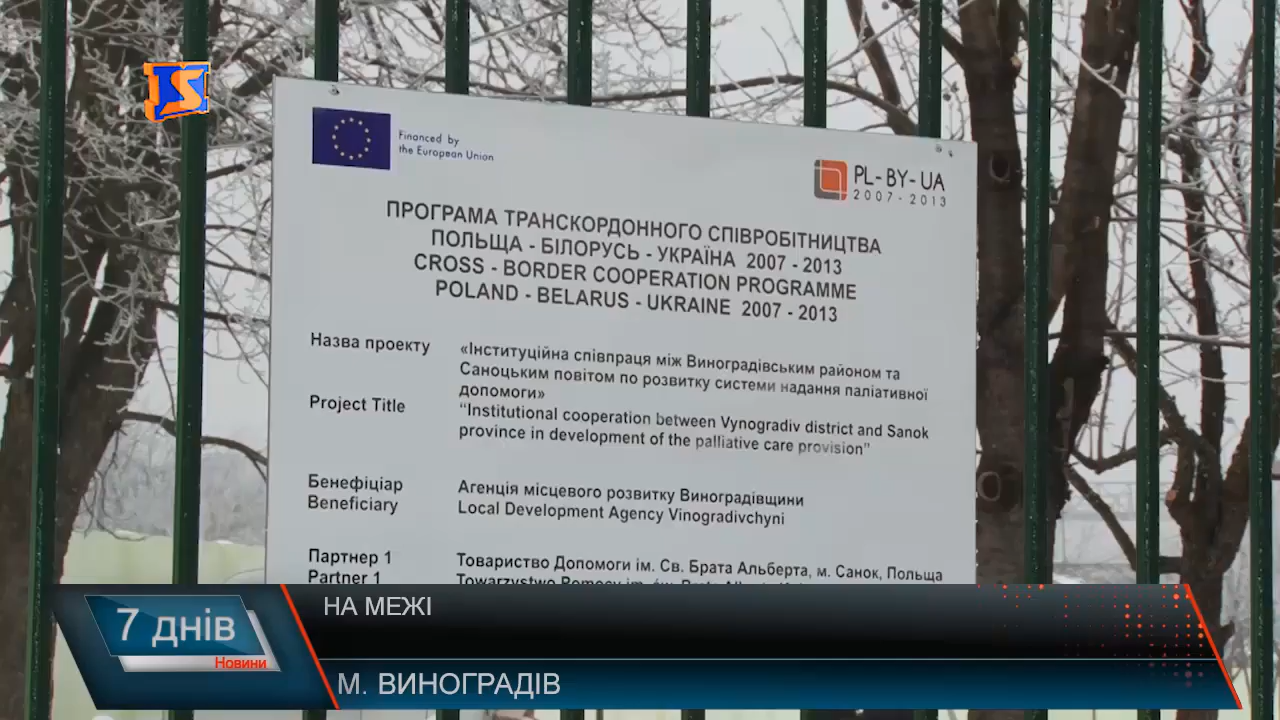 Financed by
the European Union
PL-BY-UA
2007-2013
ПРОГРАМА ТРАНСКОРДОННОГО СПІВРОБІТНИЦТВА
ПОЛЬЩА - БІЛОРУСЬ - УКРАЇНА 2007 - 2013
CROSS - BORDER COOPERATION PROGRAMME
POLAND - BELARUS - UKRAINE 2007 - 2013
Назва проекту
«Інституційна співпраця між Виноградівським районом та
Саноцьким повітом по розвитку системи надання паліативної
допомоги»
Project Title
“Institutional cooperation between Vynogradiv district and Sanok
province in development of the palliative care provision”
Бенефіціар
Агенція місцевого розвитку Виноградівщини
Beneficiary
Local Development Agency Vinogradivchyni
Партнер 1
Товариство Допомоги ім. Св. Брата Альберта, м. Санок, Польща
Partner 1
Towarzystwo Pomocy im.
НА МЕЖІ
7 днів
Новини
М. ВИНОГРАДІВ